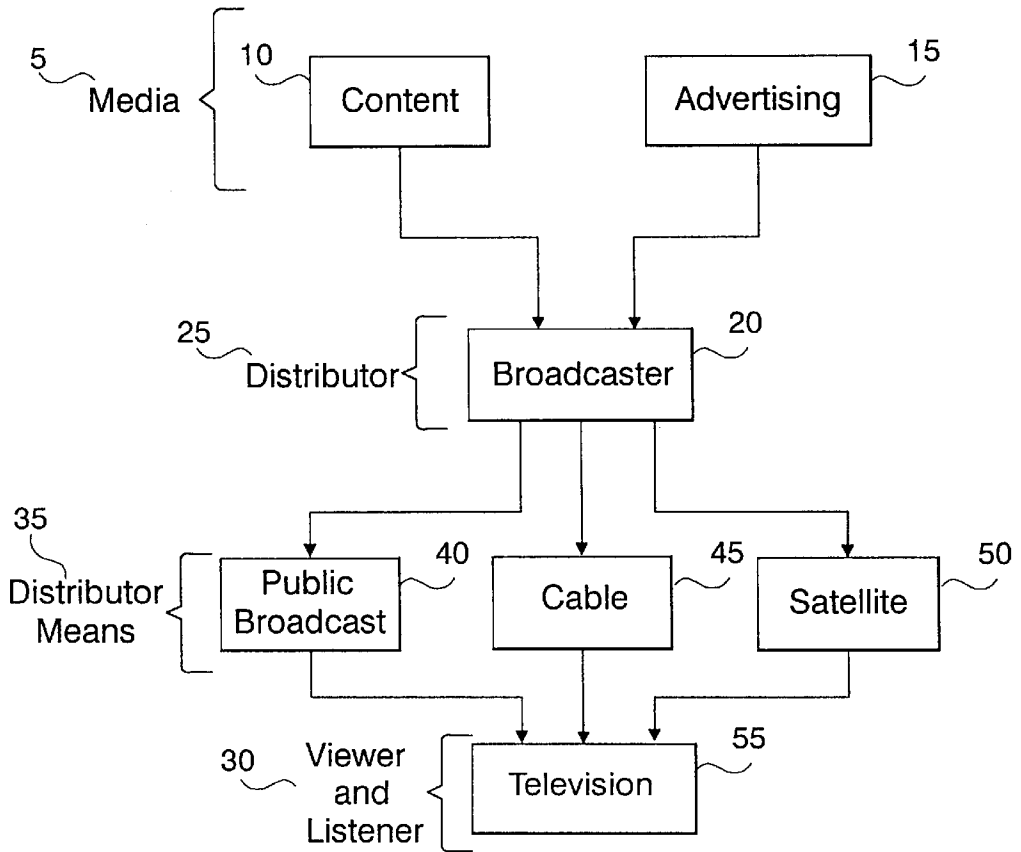 5
Media
10
Content
15
Advertising
25
Distributor
20
Broadcaster
35
Distributor
Means
40
Public
Broadcast
45
Cable
50
Satellite
30
Viewer
and
Listener
55
Television